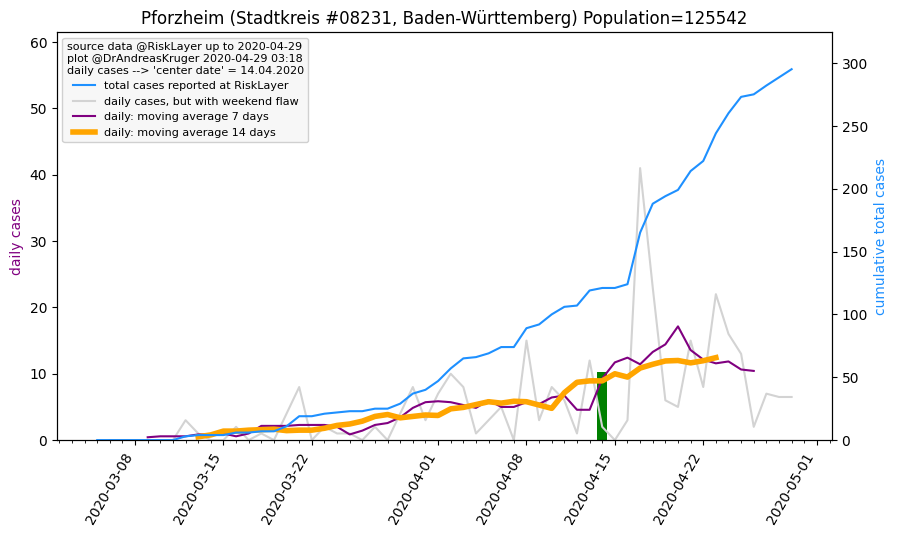 Pforzheim (Stadtkreis #08231, Baden-Württemberg) Population=125542
source data @RiskLayer up to 2020-04-29
plot @DrAndreasKruger 2020-04-29 03:18
daily cases --> 'center date' = 14.04.2020
total cases reported at RiskLayer
daily cases, but with weekend flaw
daily: moving average 7 days
daily: moving average 14 days
daily cases
60
50
40
30
20
10
0
cumulative total cases
300
250
200
150
100
50
0
2020-03-08
2020-03-15
2020-03-22
2020-04-01
2020-04-08
2020-04-15
2020-04-22
2020-05-01